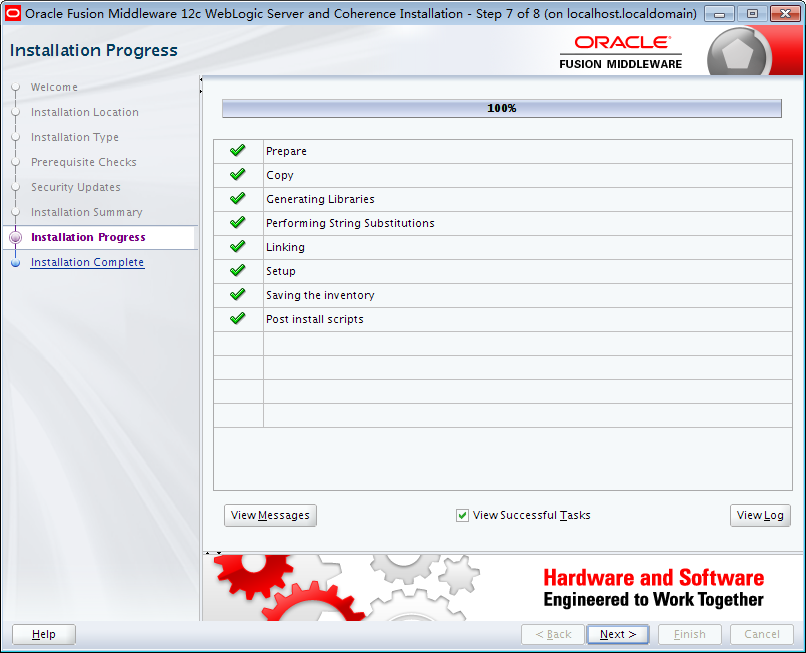 Oracle Fusion Middleware 12c WebLogic Server and Coherence Installation - Step 7 of 8 (on localhost.localdomain)
Installation Progress
ORACLE
FUSION MIDDLEWARE
Welcome
Installation Location
Installation Type
Prerequisite Checks
Security Updates
Installation Summary
Installation Progress
Installation Complete
100%
Prepare
Copy
Generating Libraries
Performing String Substitutions
Linking
Setup
Saving the inventory
Post install scripts
View Messages
View Successful Tasks
View Log
Hardware and Software
Engineered to Work Together
Help
< Back
Next >
Finish
Cancel